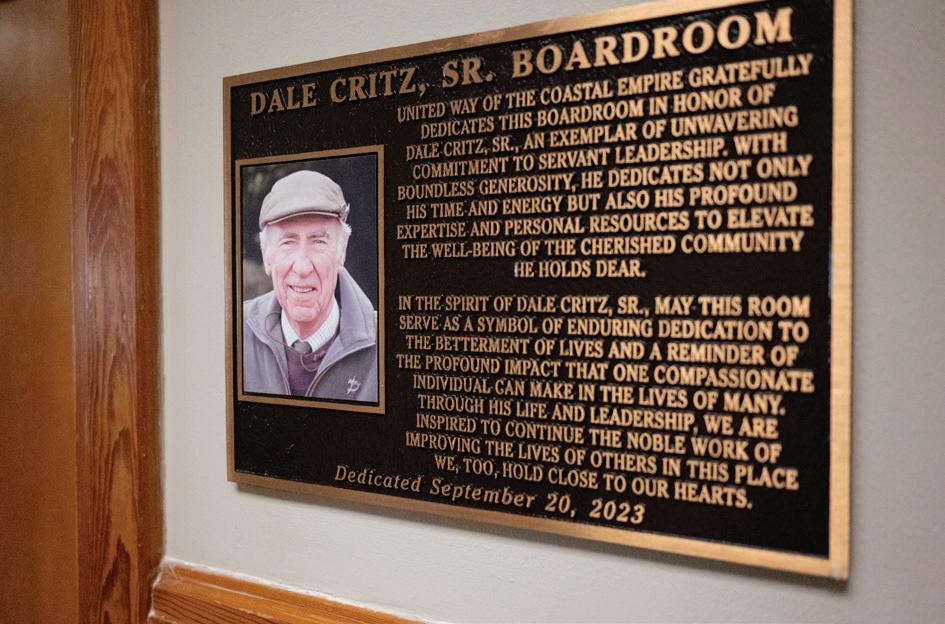 DALE CRITZ, SR. BOARDROOM
UNITED WAY OF THE COASTAL EMPIRE GRATEFULLY
DEDICATES THIS BOARDROOM IN HONOR OF
DALE CRITZ, SR., AN EXEMPLAR OF UNWAVERING
COMMITMENT TO SERVANT LEADERSHIP. WITH
BOUNDLESS GENEROSITY, HE DEDICATES NOT ONLY
HIS TIME AND ENERGY BUT ALSO HIS PROFOUND
EXPERTISE AND PERSONAL RESOURCES TO ELEVATE
THE WELL-BEING OF THE CHERISHED COMMUNITY
HE HOLDS DEAR.
IN THE SPIRIT OF DALE CRITZ, SR., MAY THIS ROOM
SERVE AS A SYMBOL OF ENDURING DEDICATION TO
THE BETTERMENT OF LIVES AND A REMINDER OF
THE PROFOUND IMPACT THAT ONE COMPASSIONATE
INDIVIDUAL CAN MAKE IN THE LIVES OF MANY.
THROUGH HIS LIFE AND LEADERSHIP, WE ARE
INSPIRED TO CONTINUE THE NOBLE WORK OF
IMPROVING THE LIVES OF OTHERS IN THIS PLACE
WE, TOO, HOLD CLOSE TO OUR HEARTS.
Dedicated September 20, 2023